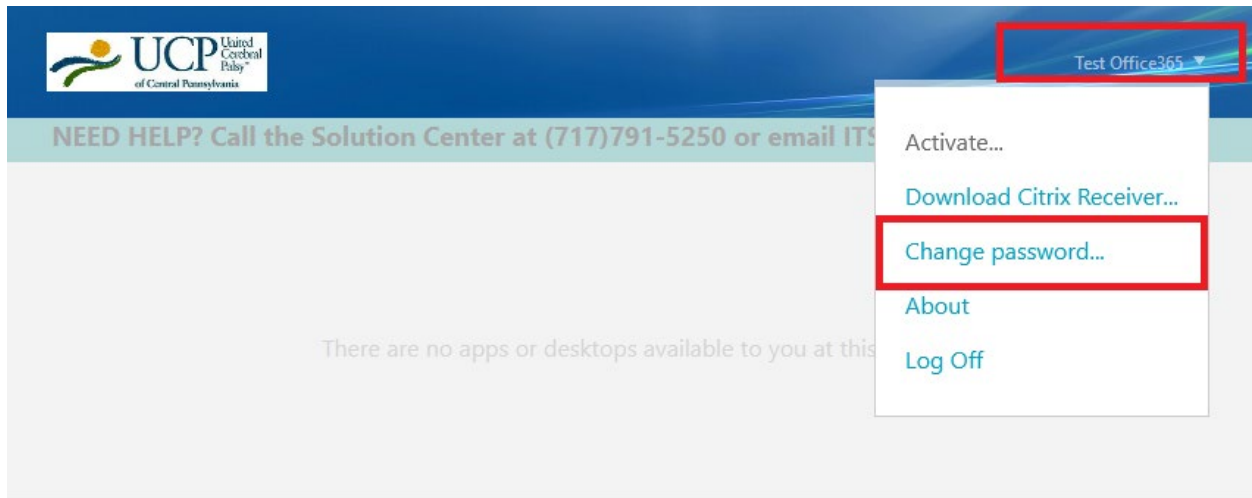 UCP United Cerebral Palsy
of Central Pennsylvania
Test Office365
NEED HELP? Call the Solution Center at (717)791-5250 or email ITS
Activate...
Download Citrix Receiver...
Change password...
About
There are no apps or desktops available to you at this
Log Off